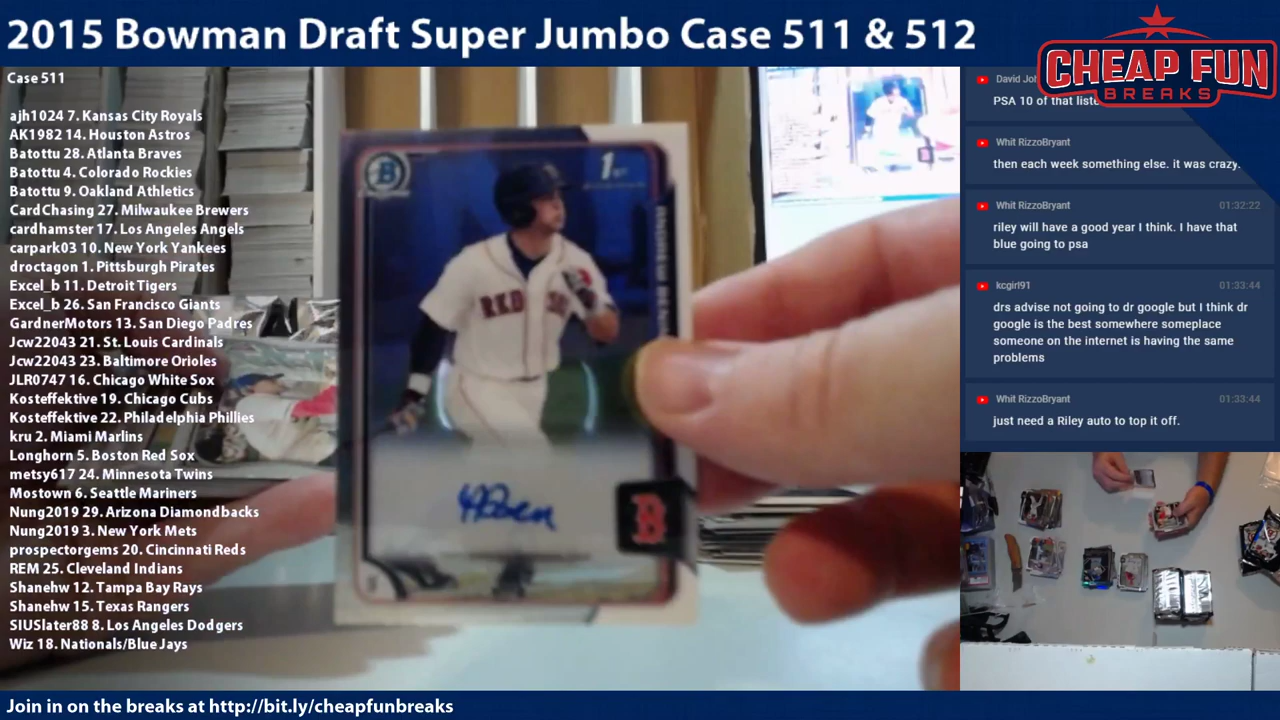 2015 Bowman Draft Super Jumbo Case 511 & 512
CHEAP FUN
BREAKS
Case 511
ajh1024 7. Kansas City Royals
AK1982 14. Houston Astros
Batottu 28. Atlanta Braves
Batottu 4. Colorado Rockies
Batottu 9. Oakland Athletics
CardChasing 27. Milwaukee Brewers
cardhamster 17. Los Angeles Angels
carpark03 10. New York Yankees
droctagon 1. Pittsburgh Pirates
Excel_b 11. Detroit Tigers
Excel_b 26. San Francisco Giants
GardnerMotors 13. San Diego Padres
Jcw22043 21. St. Louis Cardinals
Jcw22043 23. Baltimore Orioles
JLR0747 16. Chicago White Sox
Kosteffektive 19. Chicago Cubs
Kosteffektive 22. Philadelphia Phillies
kru 2. Miami Marlins
Longhorn 5. Boston Red Sox
metsy617 24. Minnesota Twins
Mostown 6. Seattle Mariners
Nung2019 29. Arizona Diamondbacks
Nung2019 3. New York Mets
prospectorgems 20. Cincinnati Reds
REM 25. Cleveland Indians
Shanehw 12. Tampa Bay Rays
Shanehw 15. Texas Rangers
SIUSlater88 8. Los Angeles Dodgers
Wiz 18. Nationals/Blue Jays
B
1ST
RED SOX
B
David
PSA 10 of that
Whit RizzoBryant
then each week something else. it was crazy.
Whit RizzoBryant 01:32:22
riley will have a good year I think. I have that
blue going to psa
kcgirl91 01:33:44
drs advise not going to dr google but I think dr
google is the best somewhere someplace
someone on the internet is having the same
problems
Whit RizzoBryant 01:33:44
just need a Riley auto to top it off.
Join in on the breaks at http://bit.ly/cheapfunbreaks